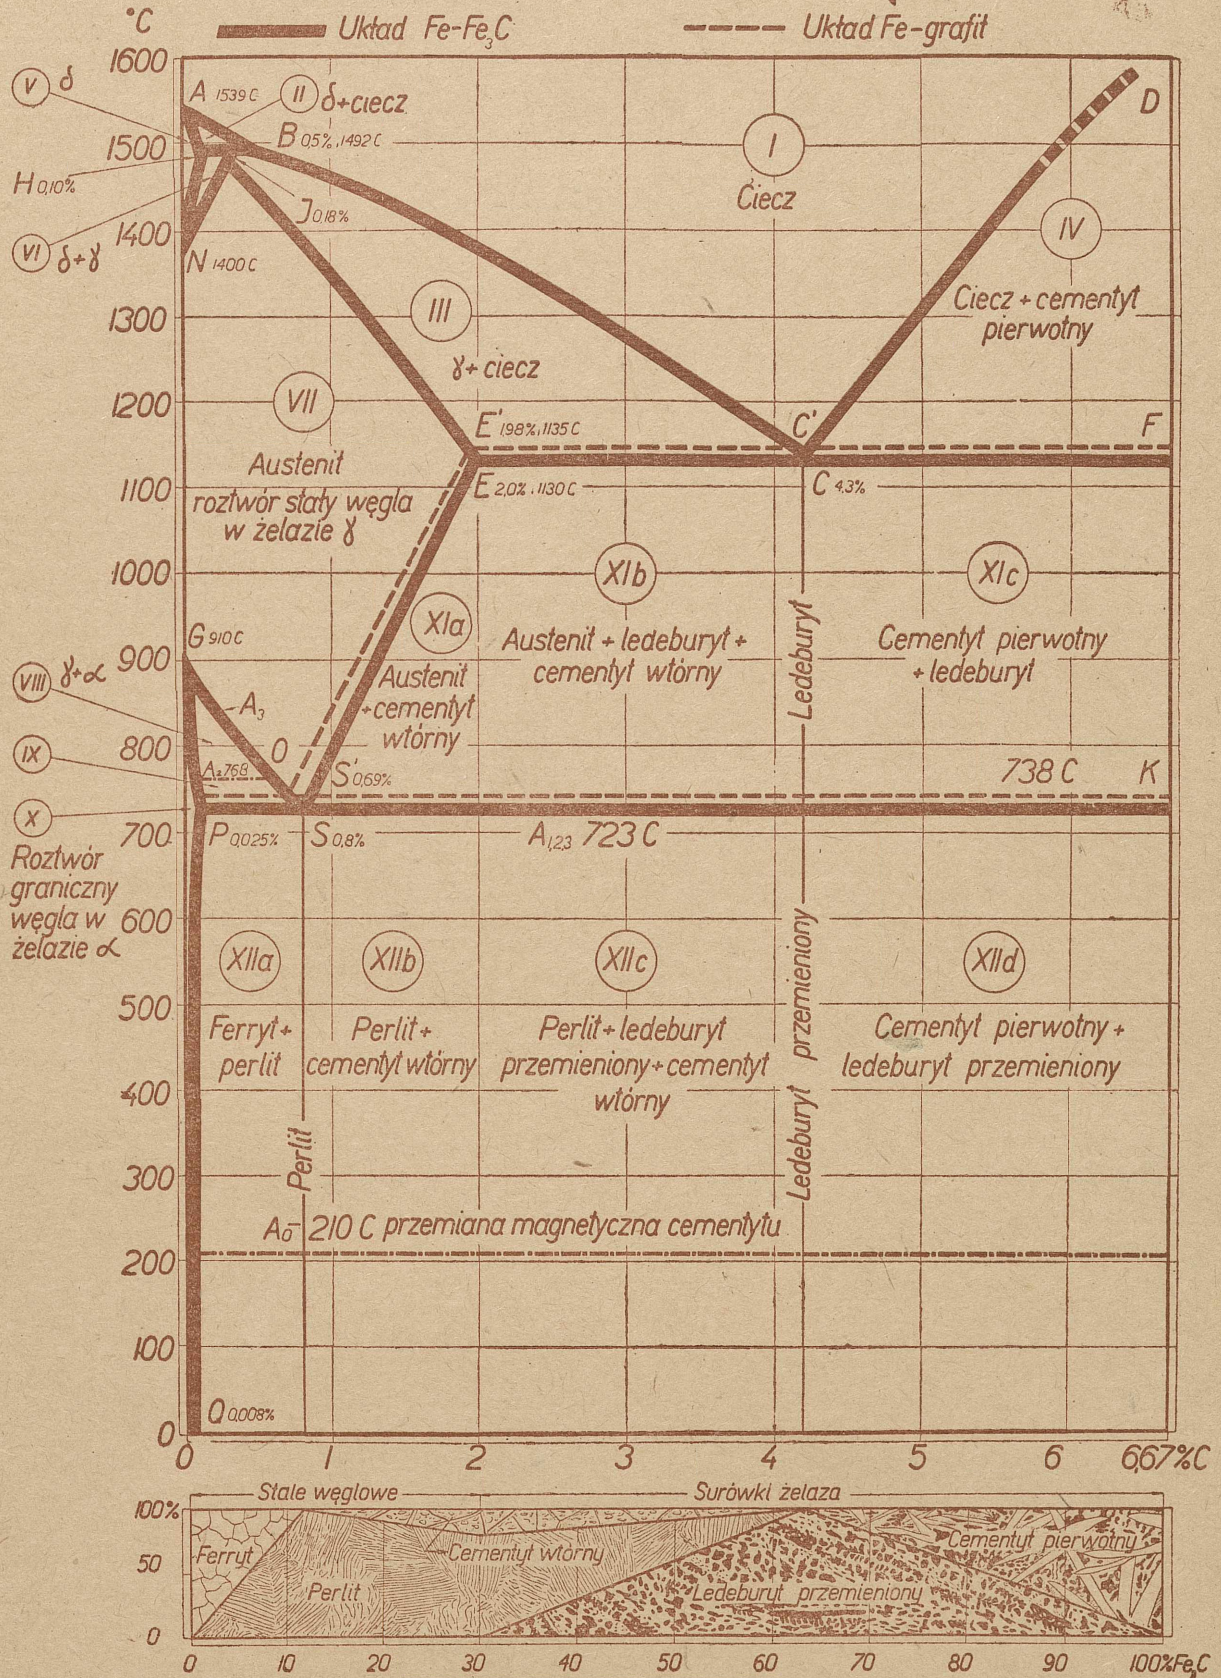 °C
Układ Fe-Fe₃C
Układ Fe-grafit
1600
1500
1400
1300
1200
1100
1000
900
800
700
600
500
400
300
200
100
0
V δ
A 1539 C
II δ+ciecz
B 0,5%, 1492 C
H 0,10%
J 0,18%
VI δ+γ
N 1400 C
I
Ciecz
D
IV
Ciecz + cementyt
pierwotny
III
γ+ ciecz
VII
Austenit
roztwór stały węgla
w żelazie γ
E' 1,98%, 1135 C
C'
F
E 2,0%, 1130 C
C 4,3%
XIa
Austenit
+cementyt
wtórny
XIb
Austenit + ledeburyt +
cementyt wtórny
Ledeburyt
XIc
Cementyt pierwotny
+ ledeburyt
G 910 C
VIII γ+α
A₃
O
IX
A₂ 768
S' 0,69%
738 C
K
X
Roztwór
graniczny
węgla w
żelazie α
P 0,025%
S 0,8%
A₁,₂,₃ 723 C
XIIa
Ferryt+
perlit
XIIb
Perlit+
cementyt wtórny
XIIc
Perlit+ledeburyt
przemieniony+cementyt
wtórny
XIId
Cementyt pierwotny +
ledeburyt przemieniony
Perlit
Ledeburyt przemieniony
A₀ – 210 C przemiana magnetyczna cementytu
Q 0,008%
0 1 2 3 4 5 6 6,67%C
Stale węglowe
Surówki żelaza
100%
50
0
Ferryt
Perlit
Cementyt wtórny
Ledeburyt przemieniony
Cementyt pierwotny
0 10 20 30 40 50 60 70 80 90 100%Fe₃C